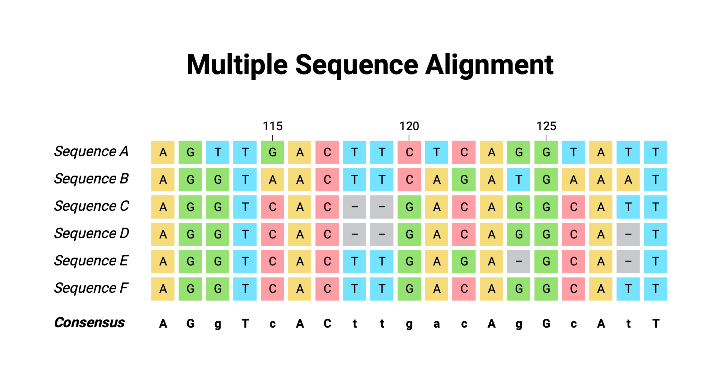 Multiple Sequence Alignment
115 120 125
Sequence A A G T T G A C T T C T C A G G T A T T
Sequence B A G G T A A C T T C A G A T G A A A T
Sequence C A G G T C A C – – G A C A G G C A T T
Sequence D A G G T C A C – – G A C A G G C A – T
Sequence E A G G T C A C T T G A G A – G C A – T
Sequence F A G G T C A C T T G A C A G G C A T T
Consensus A G g T c A C t t g a c A g G c A t T